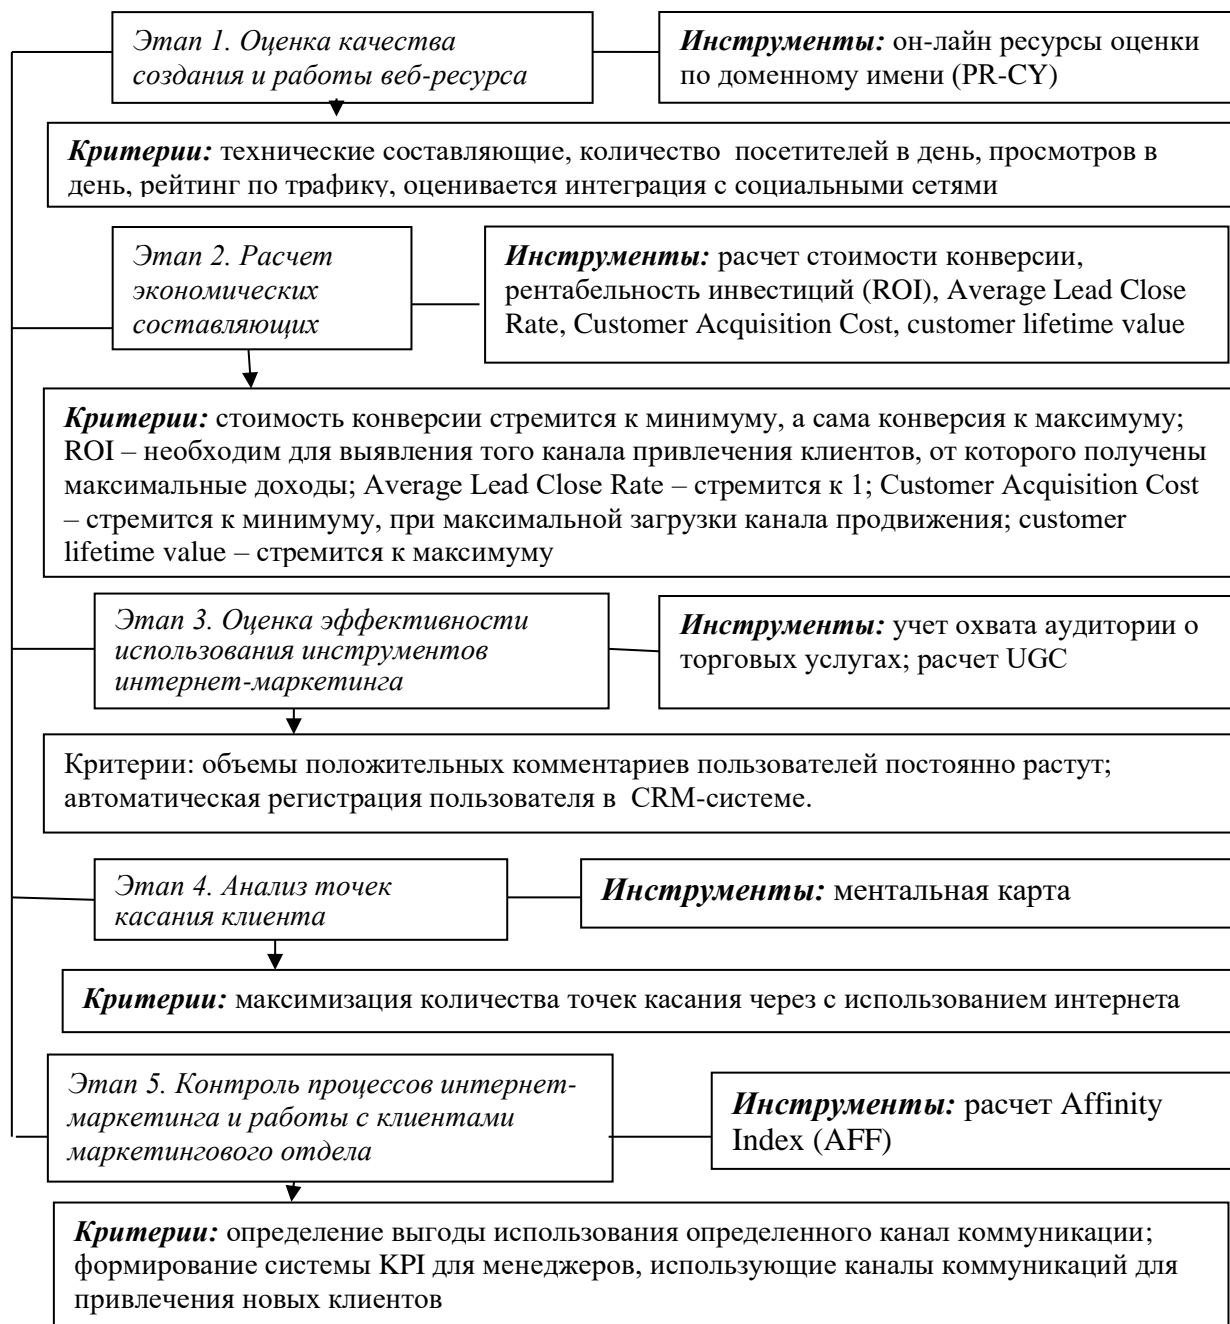 Этап 1. Оценка качества
создания и работы веб-ресурса
Инструменты: он-лайн ресурсы оценки
по доменному имени (PR-CY)
Критерии: технические составляющие, количество посетителей в день, просмотров в
день, рейтинг по трафику, оценивается интеграция с социальными сетями
Этап 2. Расчет
экономических
составляющих
Инструменты: расчет стоимости конверсии,
рентабельность инвестиций (ROI), Average Lead Close
Rate, Customer Acquisition Cost, customer lifetime value
Критерии: стоимость конверсии стремится к минимуму, а сама конверсия к максимуму;
ROI – необходим для выявления того канала привлечения клиентов, от которого получены
максимальные доходы; Average Lead Close Rate – стремится к 1; Customer Acquisition Cost
– стремится к минимуму, при максимальной загрузки канала продвижения; customer
lifetime value – стремится к максимуму
Этап 3. Оценка эффективности
использования инструментов
интернет-маркетинга
Инструменты: учет охвата аудитории о
торговых услугах; расчет UGC
Критерии: объемы положительных комментариев пользователей постоянно растут;
автоматическая регистрация пользователя в CRM-системе.
Этап 4. Анализ точек
касания клиента
Инструменты: ментальная карта
Критерии: максимизация количества точек касания через с использованием интернета
Этап 5. Контроль процессов интернет-
маркетинга и работы с клиентами
маркетингового отдела
Инструменты: расчет Affinity
Index (AFF)
Критерии: определение выгоды использования определенного канал коммуникации;
формирование системы KPI для менеджеров, использующие каналы коммуникаций для
привлечения новых клиентов